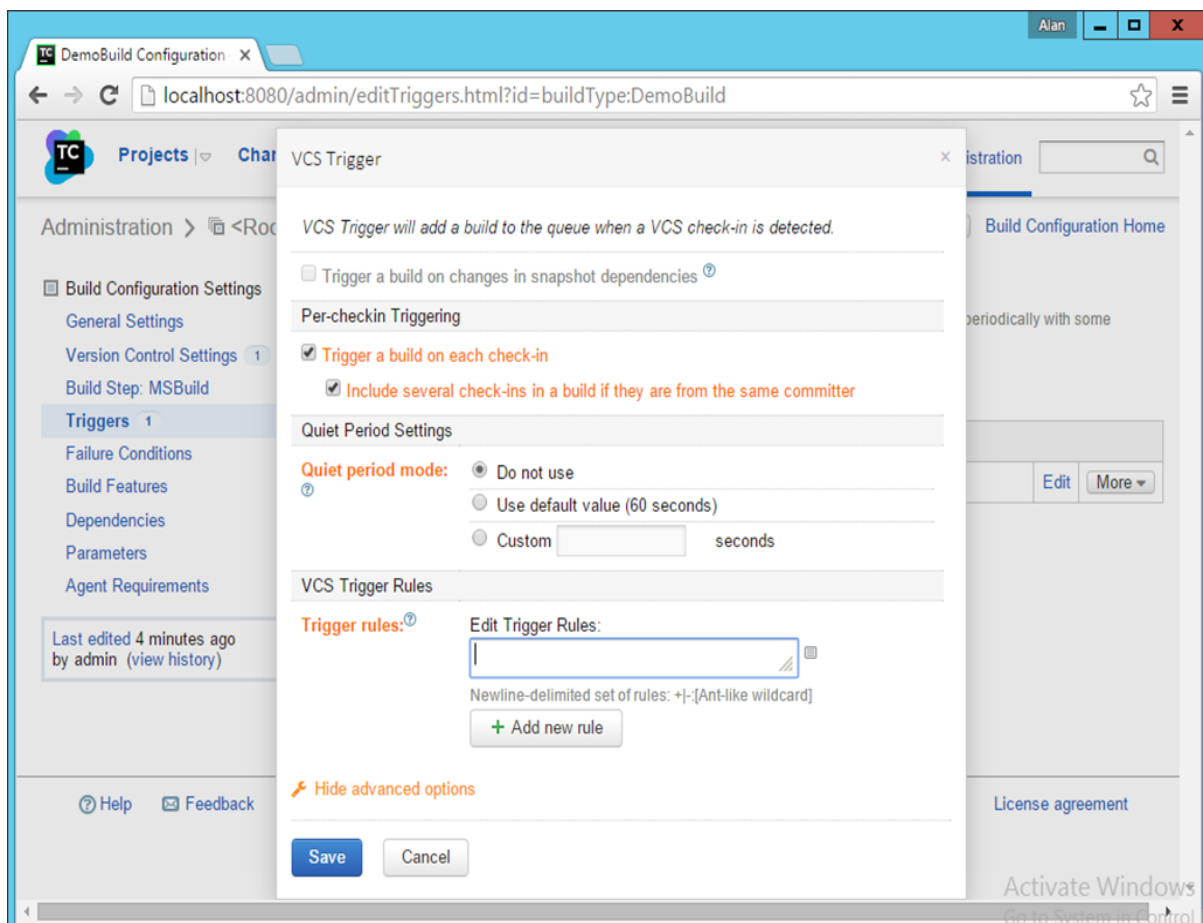 Alan
TC DemoBuild Configuration
localhost:8080/admin/editTriggers.html?id=buildType:DemoBuild
TC Projects Char
istration
Administration > <Roo
Build Configuration Home
Build Configuration Settings
General Settings
Version Control Settings 1
Build Step: MSBuild
Triggers 1
Failure Conditions
Build Features
Dependencies
Parameters
Agent Requirements
Last edited 4 minutes ago
by admin (view history)
VCS Trigger
VCS Trigger will add a build to the queue when a VCS check-in is detected.
Trigger a build on changes in snapshot dependencies ?
Per-checkin Triggering
Trigger a build on each check-in
Include several check-ins in a build if they are from the same committer
Quiet Period Settings
Quiet period mode: ?
Do not use
Use default value (60 seconds)
Custom seconds
VCS Trigger Rules
Trigger rules: ?
Edit Trigger Rules:
Newline-delimited set of rules: +|-:[Ant-like wildcard]
+ Add new rule
Hide advanced options
Save Cancel
periodically with some
Edit More
? Help Feedback
License agreement
Activate Windows
Go to System in Control